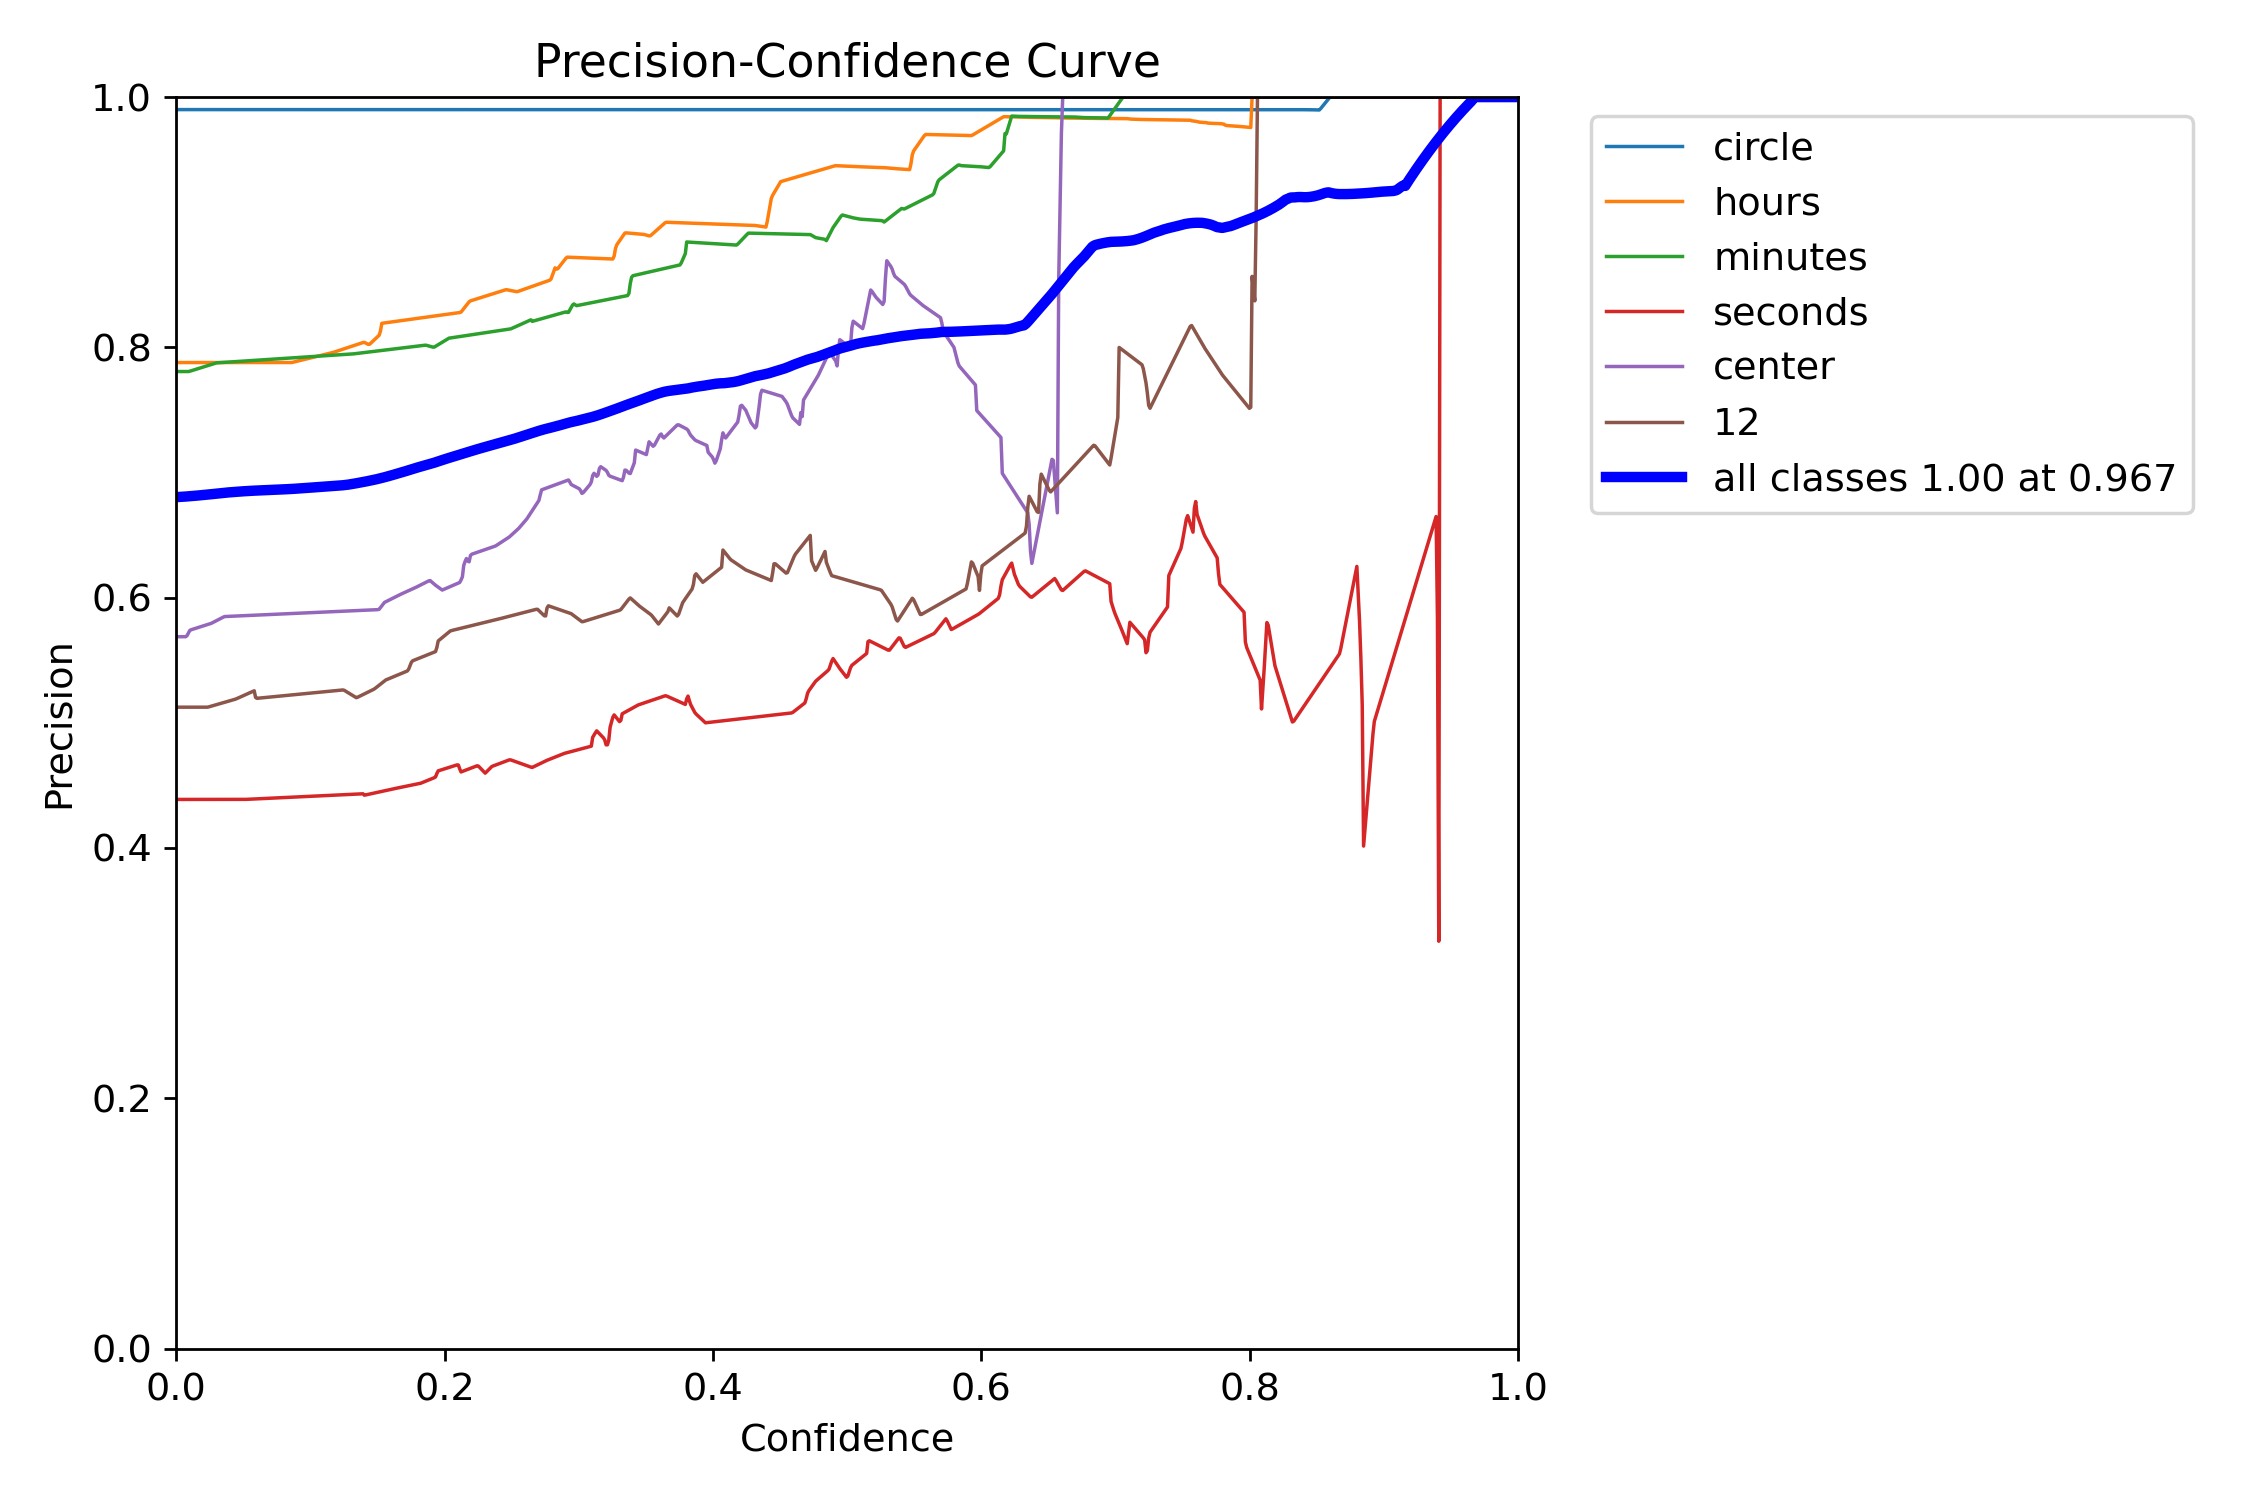 Precision-Confidence Curve
1.0
0.8
0.6
0.4
0.2
0.0
Precision
0.0 0.2 0.4 0.6 0.8 1.0
Confidence
circle
hours
minutes
seconds
center
12
all classes 1.00 at 0.967